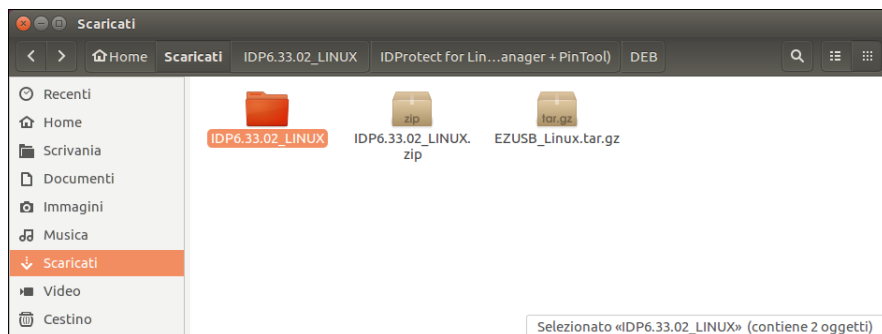 Scaricati
Home Scaricati IDP6.33.02_LINUX IDProtect for Lin...anager + PinTool) DEB
Recenti
Home
Scrivania
Documenti
Immagini
Musica
Scaricati
Video
Cestino
zip
tar.gz
IDP6.33.02_LINUX
IDP6.33.02_LINUX.
zip
EZUSB_Linux.tar.gz
Selezionato «IDP6.33.02_LINUX» (contiene 2 oggetti)